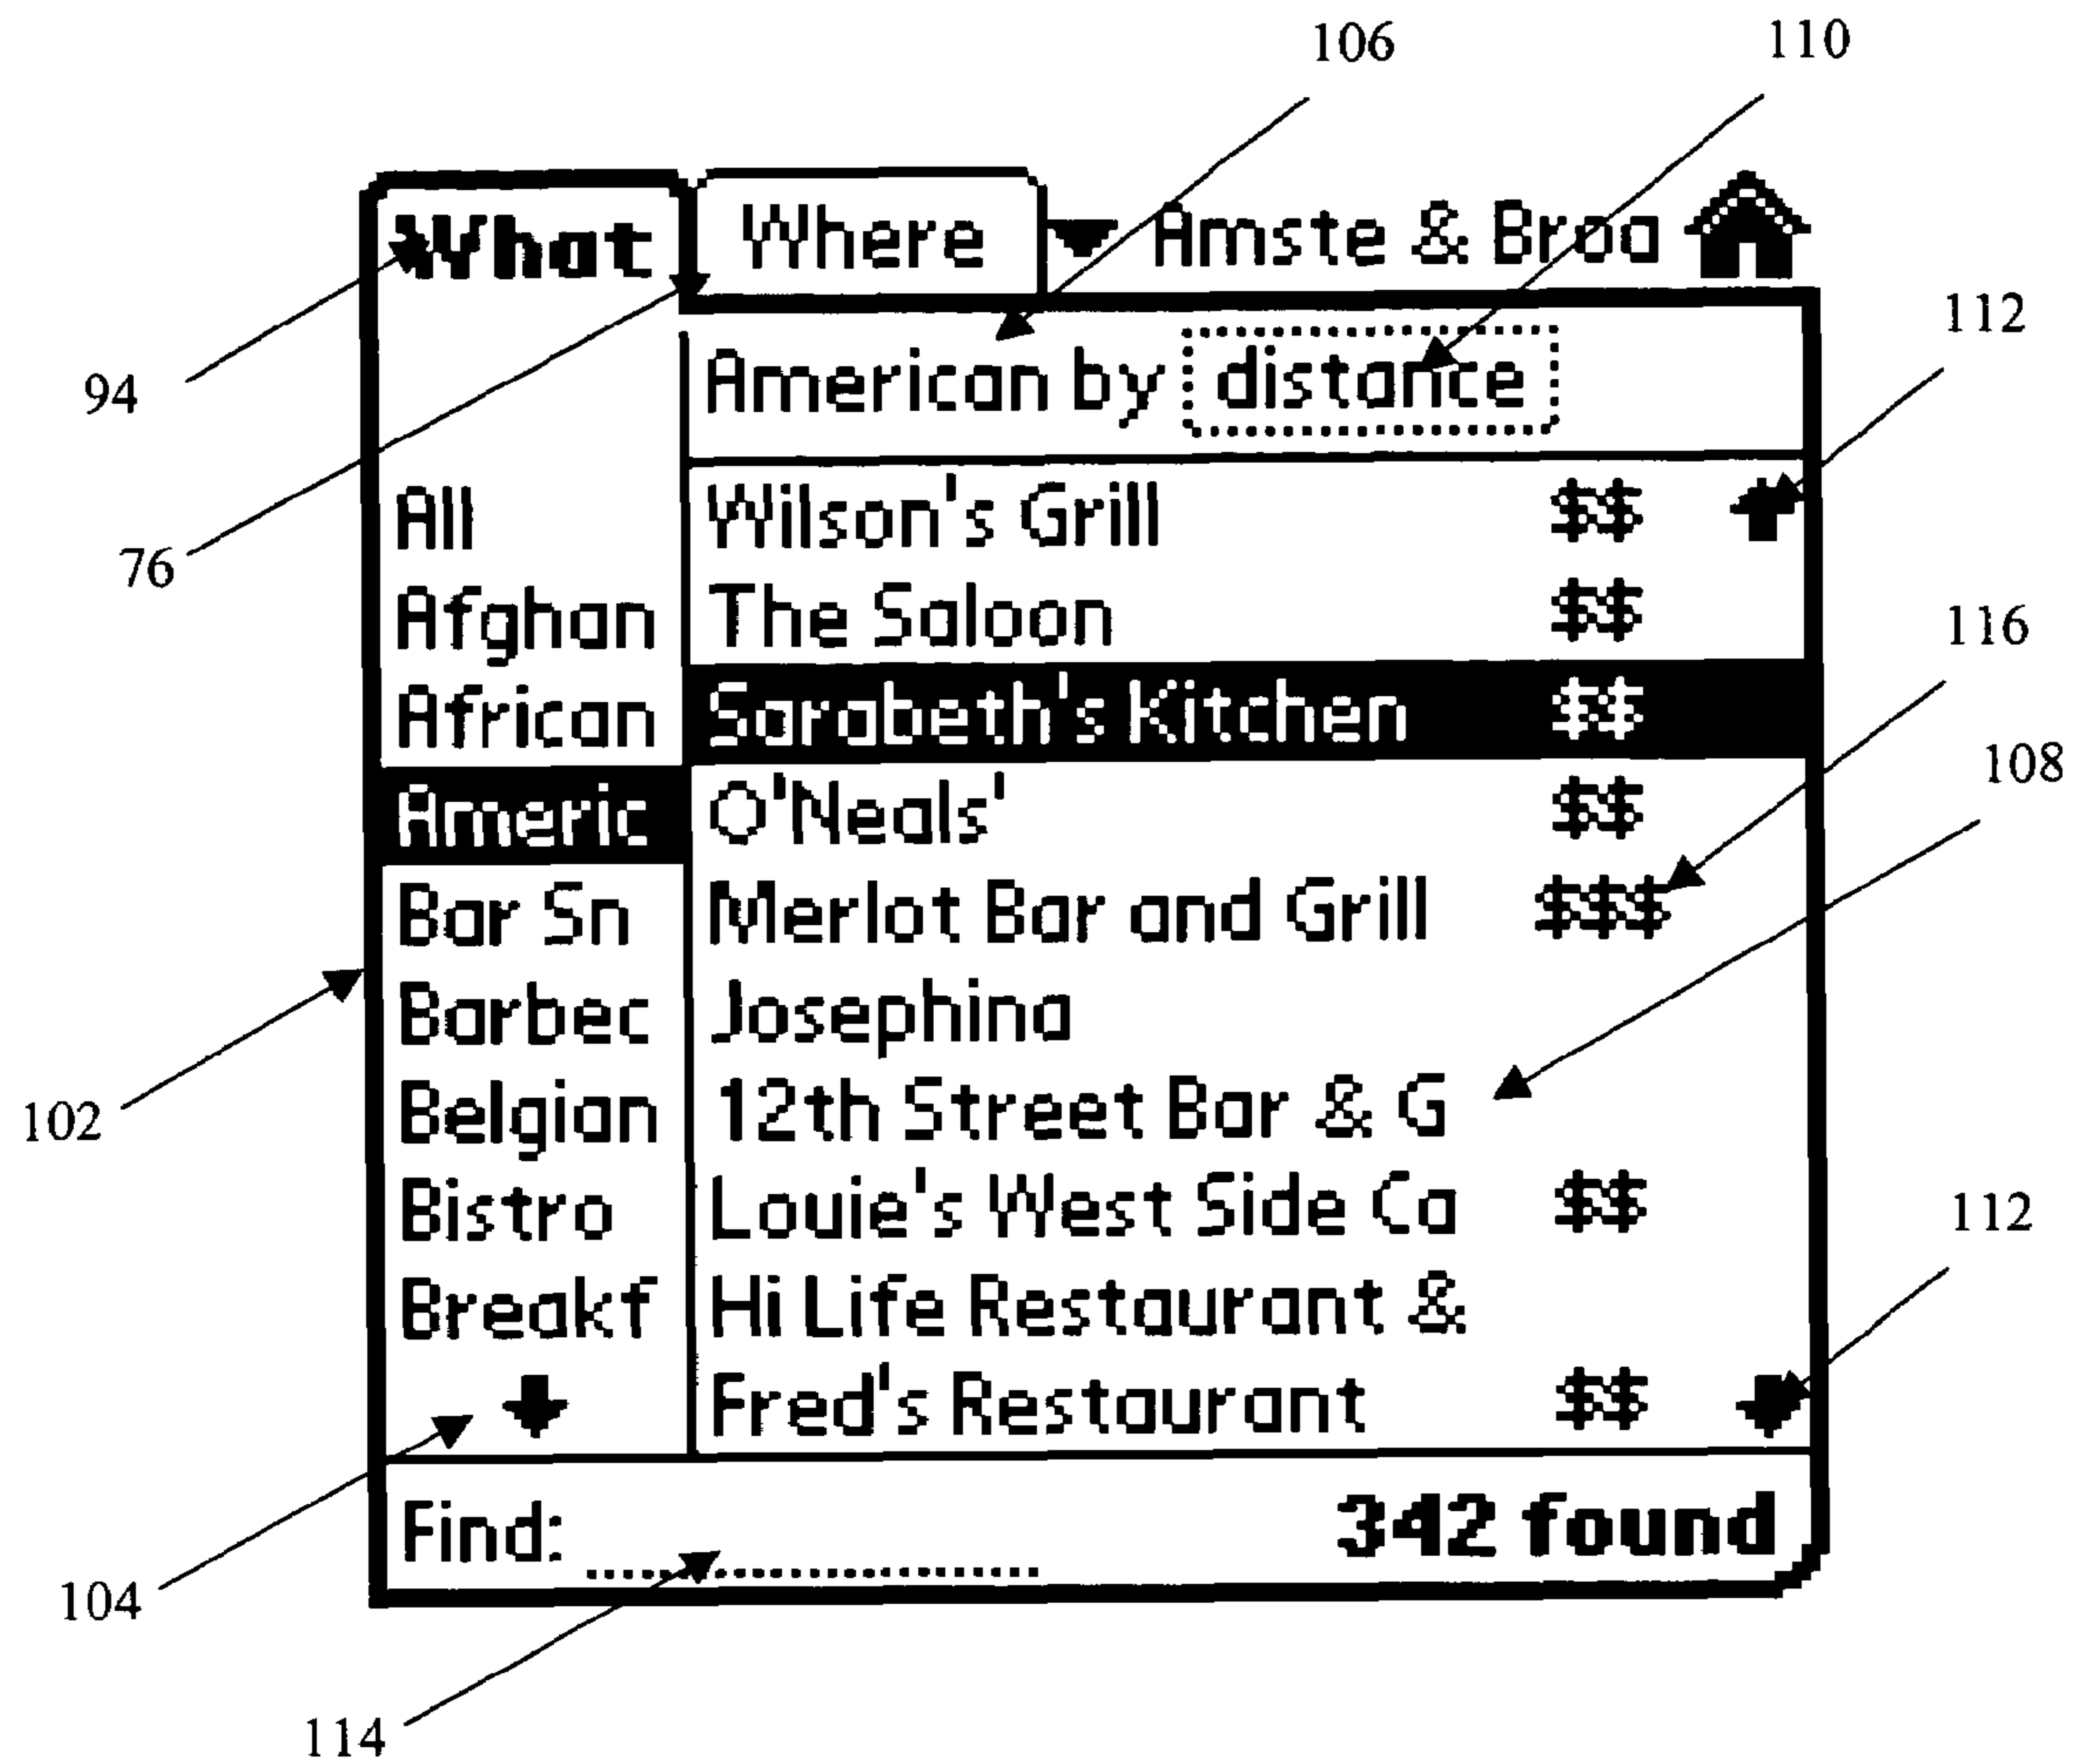 106 110
What Where Amste & Broa
112
94
American by distance
76
All Wilson's Grill $$
Afghan The Saloon $$
116
African Sarabeth's Kitchen $$
108
Americ O'Neals' $$
Bar Sn Merlot Bar and Grill $$$
Barbec Josephina
102
Belgian 12th Street Bar & G
Bistro Louie's West Side Ca $$
112
Breakf Hi Life Restaurant &
Fred's Restaurant $$
Find: 342 found
104
114